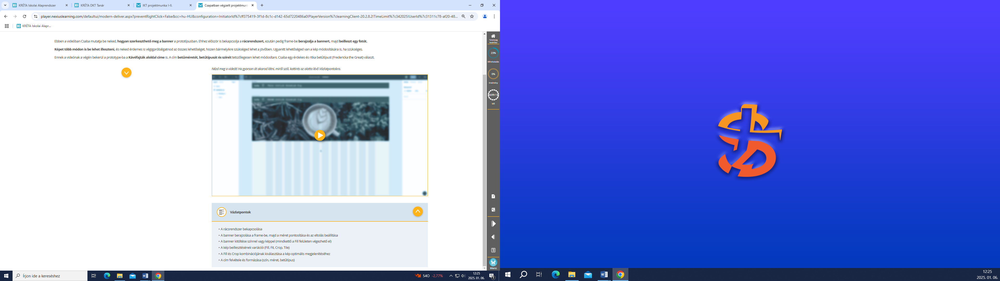 KRÉTA Iskolai Alaprendszer
KRÉTA DKT Tanár
IKT projektmunka I-II.
Csapatban végzett projektmun
player.nexiuslearning.com/defaultui/modern-deliver.aspx?preventRightClick=False&cc=hu-HU&configuration=InitiatorId%7cff375419-3f1d-8c1c-d142-65d7220486a0!PlayerVersion%7clearningClient-20.2.8.2!TimeLimit%7c342025!UserId%7c31311c78-af20-48...
KRÉTA Iskolai Alapr...
Ebben a videóban Csaba mutatja be neked, hogyan szerkeszthető meg a banner a prototípusban. Ehhez először is bekapcsolja a rácsrendszert, ezután pedig frame-be berajzolja a bannert, majd beilleszt egy fotót.
Képet több módon is be lehet illeszteni, és neked érdemes is végigpróbálgatnod az összes lehetőséget, hiszen bármelyikre szükséged lehet a jövőben. Ugyanitt lehetőséged van a kép módosítására is, ha szükséges.
Ennek a videónak a végén bekerül a prototype-ba a Kávéfajták aloldal címe is. A cím betűméretét, betűtípusát és színét tetszőlegesen lehet módosítani, Csaba egy érdekes és ritka betűtípust (Fredericka the Great) választ.
Nézd meg a videót! Ha gyorsan át akarod látni, miről szól, kattints az alatta lévő Vázlatpontokra.
Vázlatpontok
• A rácsrendszer bekapcsolása
• A banner berajzolása a frame-be, majd a méret pontosítása és az eltolás beállítása
• A banner kitöltése színnel vagy képpel (mindkettő a Fill felületen végezhető el)
• A kép beillesztésének variációi (Fill, Fit, Crop, Tile)
• A Fill és Crop kombinációjának kiválasztása a kép optimális megjelenítéséhez
• A cím felvétele és formázása (szín, méret, betűtípus)
Tananyag
bezárása
23%
Előrehaladás
0%
Eredmény
5699:13
Idő
Menü
Írjon ide a kereséshez
540 -2,77%
12:25
2025. 01. 06.
1
12:25
2025. 01. 06.